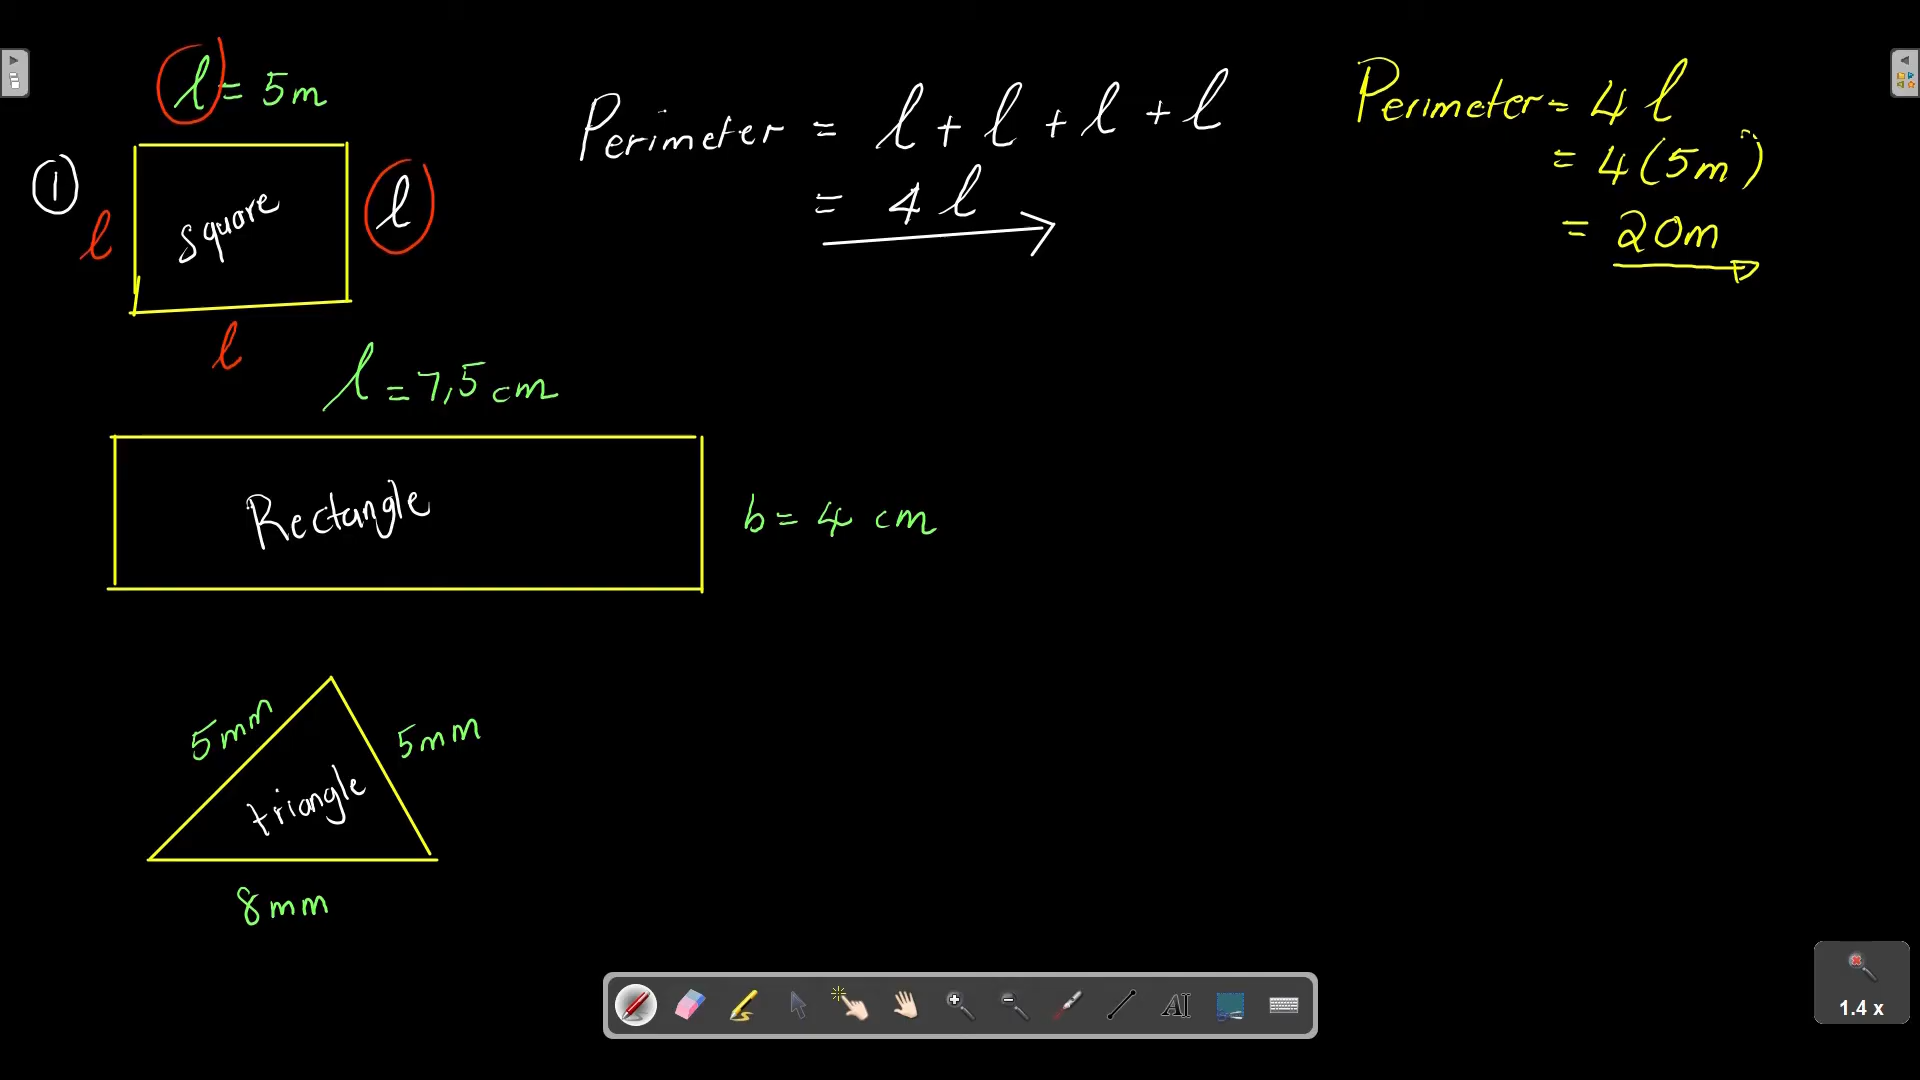 l = 5m
①
square
l
l
l
Perimeter = l + l + l + l
= 4 l
Perimeter = 4 l
= 4 (5m)
= 20m
l = 7,5 cm
Rectangle
b = 4 cm
5mm
5mm
triangle
8mm
AI
1.4 x